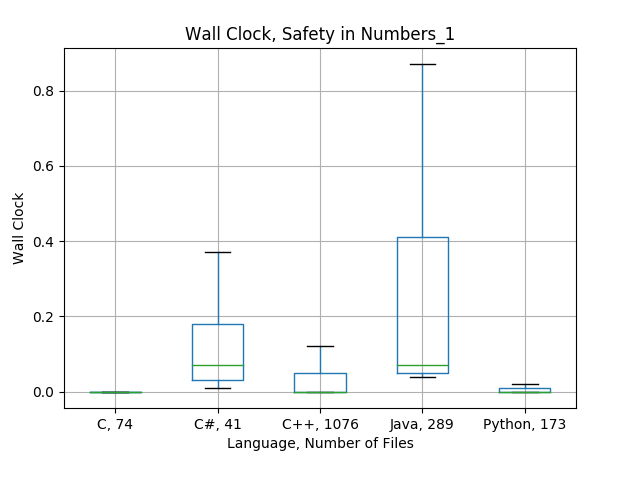 Wall Clock, Safety in Numbers_1
Wall Clock
0.8
0.6
0.4
0.2
0.0
C, 74
C#, 41
C++, 1076
Java, 289
Python, 173
Language, Number of Files